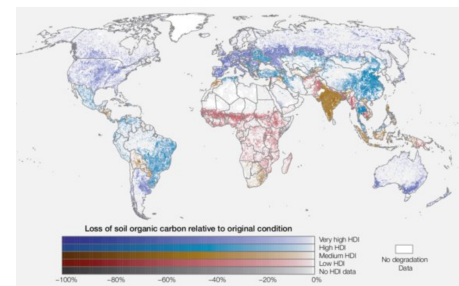 Loss of soil organic carbon relative to original condition
Very high HDI
High HDI
Medium HDI
Low HDI
No HDI data
−100% −80% −60% −40% −20% 0%
No degradation
Data